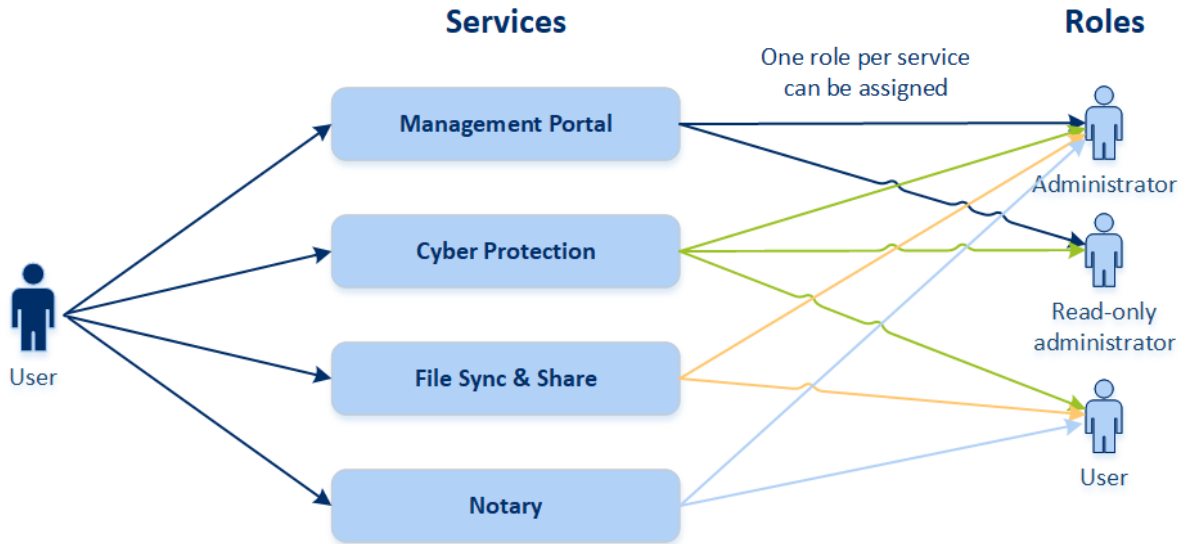 Services
Roles
One role per service
can be assigned
Management Portal
Administrator
Cyber Protection
Read-only
administrator
User
File Sync & Share
User
Notary